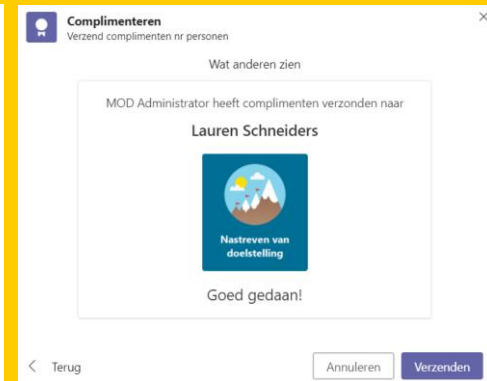 Complimenteren
Verzend complimenten nr personen
Wat anderen zien
MOD Administrator heeft complimenten verzonden naar
Lauren Schneiders
Nastreven van
doelstelling
Goed gedaan!
Terug
Annuleren
Verzenden